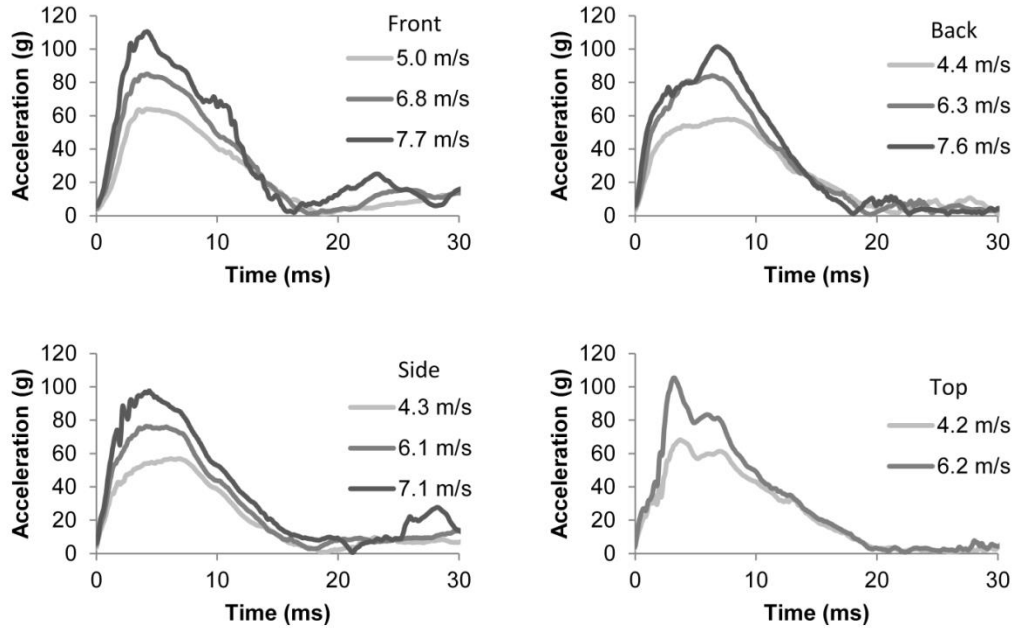 Front
5.0 m/s
6.8 m/s
7.7 m/s
Acceleration (g)
120
100
80
60
40
20
0
0 10 20 30
Time (ms)
Back
4.4 m/s
6.3 m/s
7.6 m/s
Acceleration (g)
120
100
80
60
40
20
0
0 10 20 30
Time (ms)
Side
4.3 m/s
6.1 m/s
7.1 m/s
Acceleration (g)
120
100
80
60
40
20
0
0 10 20 30
Time (ms)
Top
4.2 m/s
6.2 m/s
Acceleration (g)
120
100
80
60
40
20
0
0 10 20 30
Time (ms)